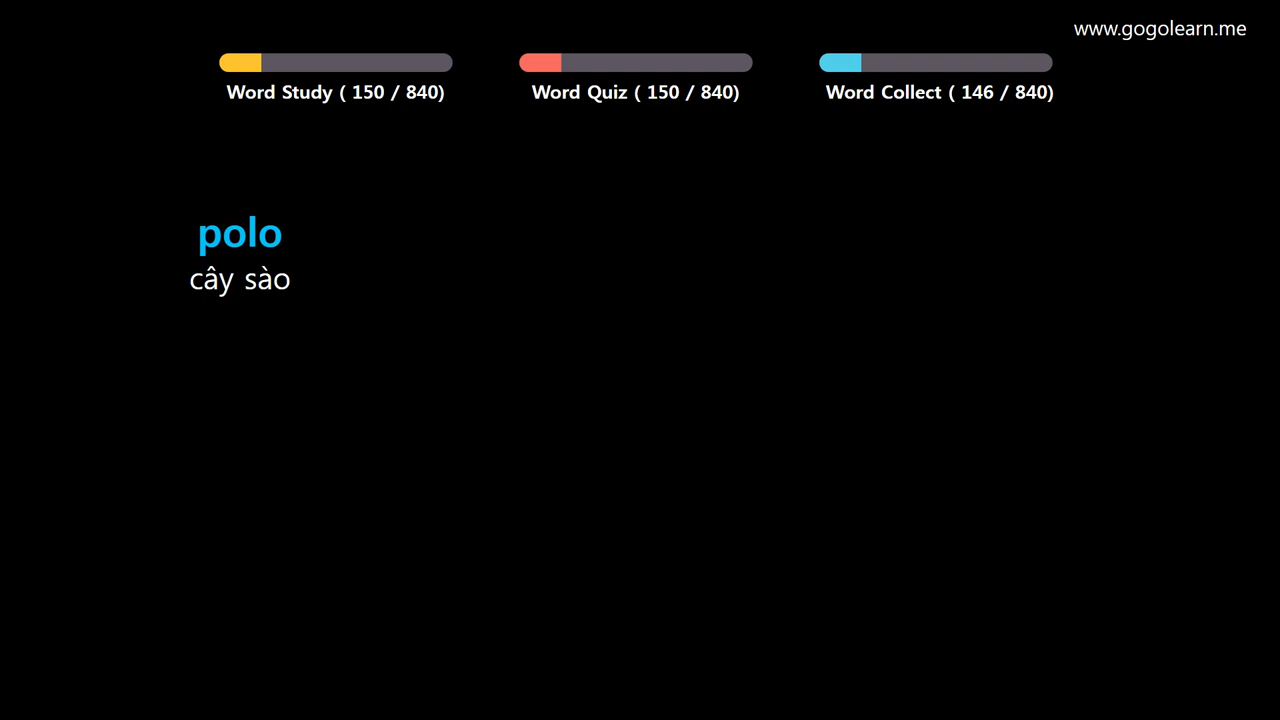 www.gogolearn.me
Word Study ( 150 / 840)
Word Quiz ( 150 / 840)
Word Collect ( 146 / 840)
polo
cây sào